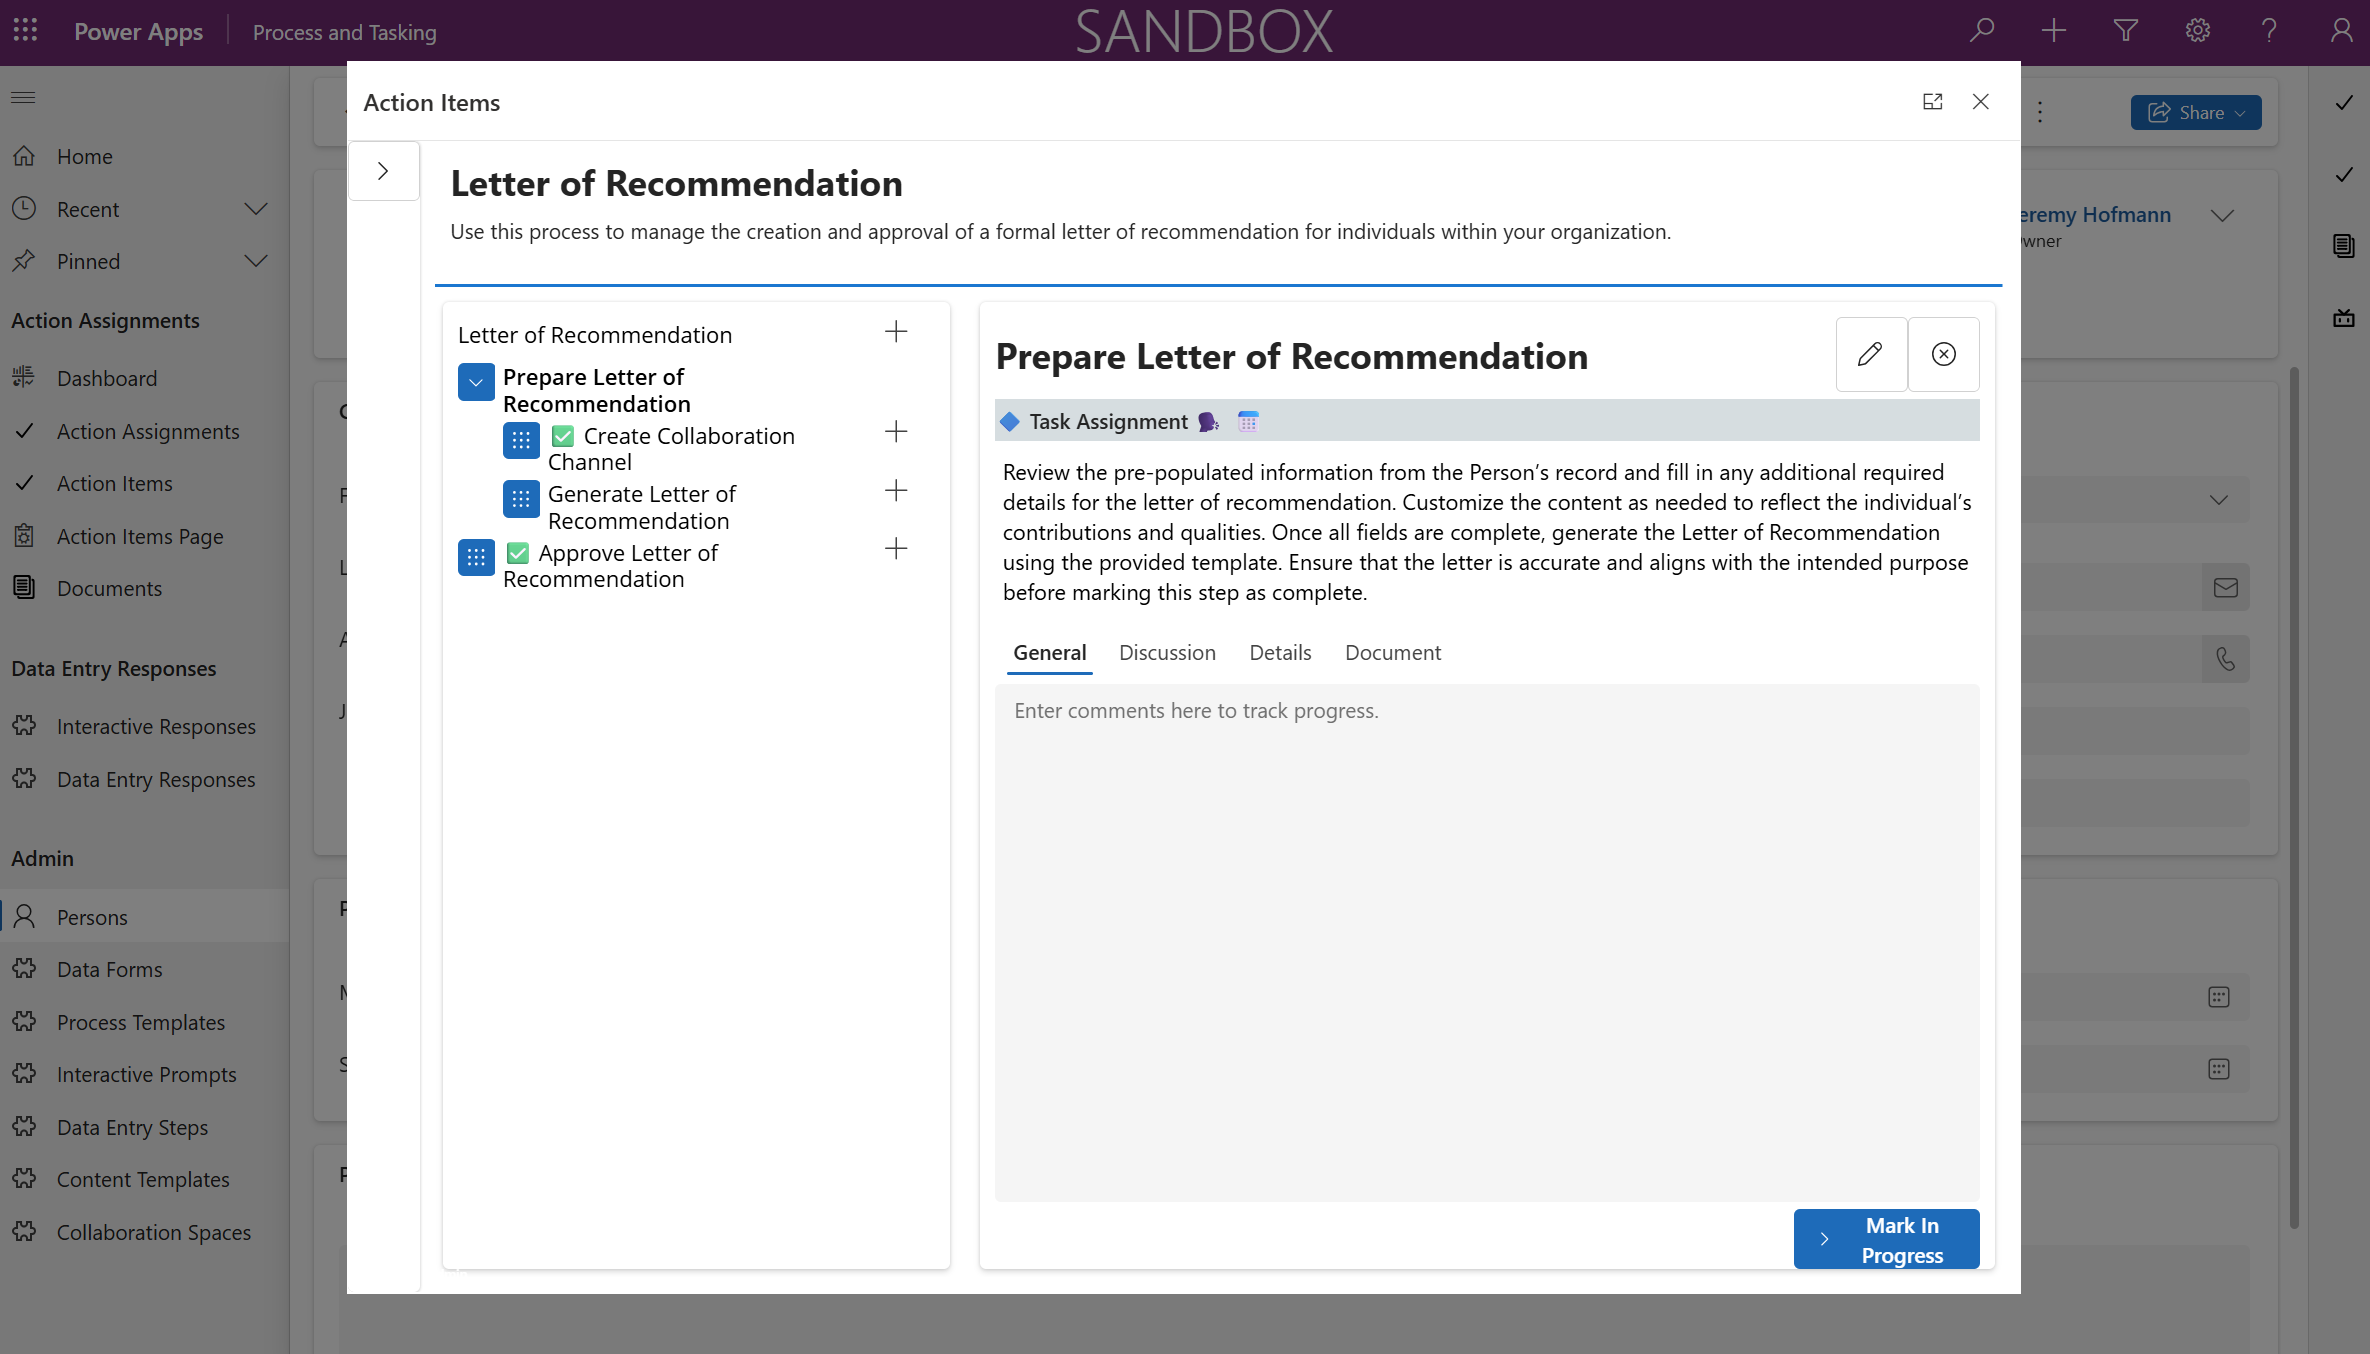 Power Apps
Process and Tasking
SANDBOX
Home
Recent
Pinned
Action Assignments
Dashboard
Action Assignments
Action Items
Action Items Page
Documents
Data Entry Responses
Interactive Responses
Data Entry Responses
Admin
Persons
Data Forms
Process Templates
Interactive Prompts
Data Entry Steps
Content Templates
Collaboration Spaces
Action Items
Letter of Recommendation
Use this process to manage the creation and approval of a formal letter of recommendation for individuals within your organization.
Letter of Recommendation
Prepare Letter of
Recommendation
✅ Create Collaboration
Channel
Generate Letter of
Recommendation
✅ Approve Letter of
Recommendation
Prepare Letter of Recommendation
Task Assignment
Review the pre-populated information from the Person’s record and fill in any additional required
details for the letter of recommendation. Customize the content as needed to reflect the individual’s
contributions and qualities. Once all fields are complete, generate the Letter of Recommendation
using the provided template. Ensure that the letter is accurate and aligns with the intended purpose
before marking this step as complete.
General Discussion Details Document
Enter comments here to track progress.
Mark In
Progress
Share
eremy Hofmann
wner